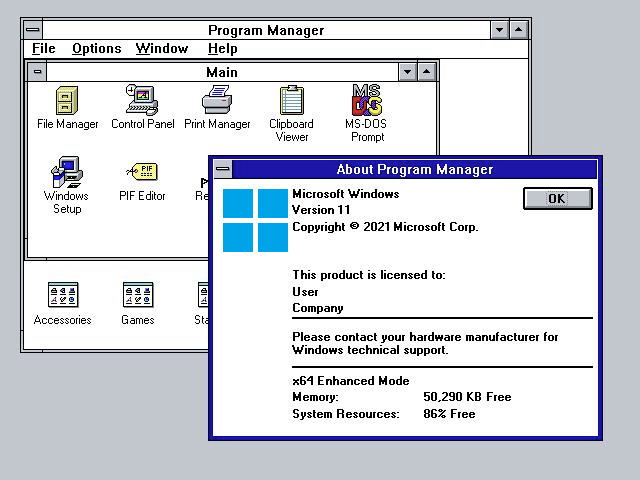 Program Manager
File Options Window Help
Main
File Manager Control Panel Print Manager Clipboard Viewer MS-DOS Prompt
MS
DOS
PIF
Windows Setup PIF Editor
Accessories Games
About Program Manager
Microsoft Windows
Version 11
Copyright © 2021 Microsoft Corp.
OK
This product is licensed to:
User
Company
Please contact your hardware manufacturer for
Windows technical support.
x64 Enhanced Mode
Memory: 50,290 KB Free
System Resources: 86% Free